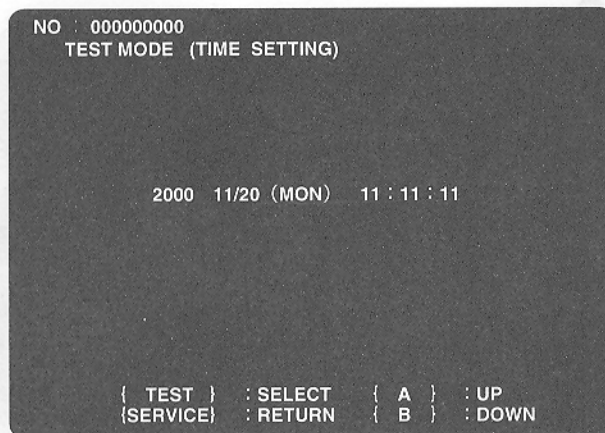 NO : 000000000
TEST MODE (TIME SETTING)
2000 11/20 (MON) 11 : 11 : 11
{ TEST } : SELECT { A } : UP
{SERVICE} : RETURN { B } : DOWN